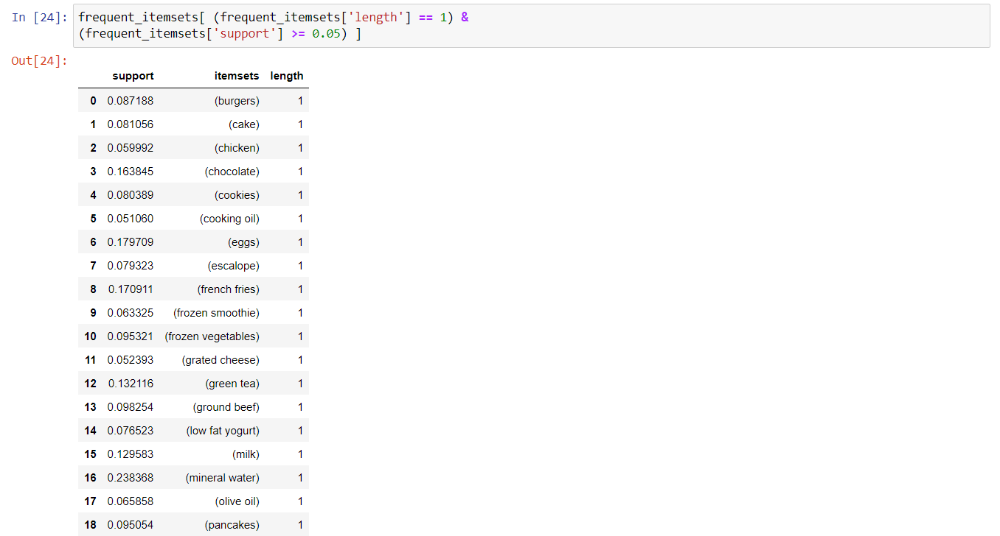 In [24]: frequent_itemsets[ (frequent_itemsets['length'] == 1) &
(frequent_itemsets['support'] >= 0.05) ]
Out[24]:
support itemsets length
0 0.087188 (burgers) 1
1 0.081056 (cake) 1
2 0.059992 (chicken) 1
3 0.163845 (chocolate) 1
4 0.080389 (cookies) 1
5 0.051060 (cooking oil) 1
6 0.179709 (eggs) 1
7 0.079323 (escalope) 1
8 0.170911 (french fries) 1
9 0.063325 (frozen smoothie) 1
10 0.095321 (frozen vegetables) 1
11 0.052393 (grated cheese) 1
12 0.132116 (green tea) 1
13 0.098254 (ground beef) 1
14 0.076523 (low fat yogurt) 1
15 0.129583 (milk) 1
16 0.238368 (mineral water) 1
17 0.065858 (olive oil) 1
18 0.095054 (pancakes) 1